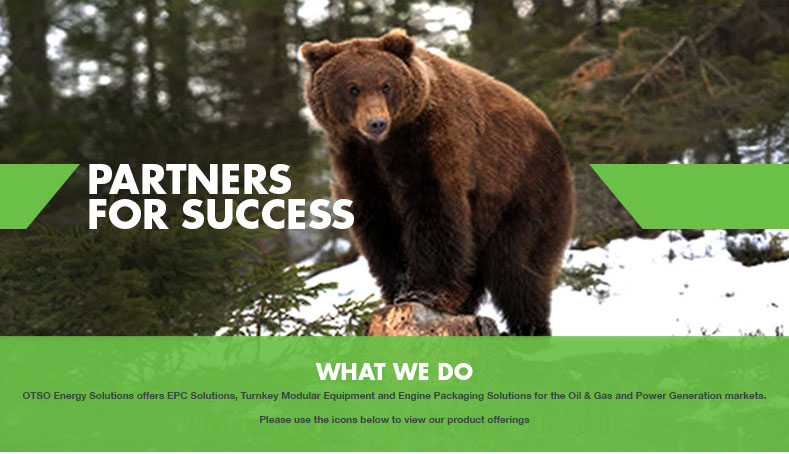 PARTNERS
FOR SUCCESS
WHAT WE DO
OTSO Energy Solutions offers EPC Solutions, Turnkey Modular Equipment and Engine Packaging Solutions for the Oil & Gas and Power Generation markets.
Please use the icons below to view our product offerings